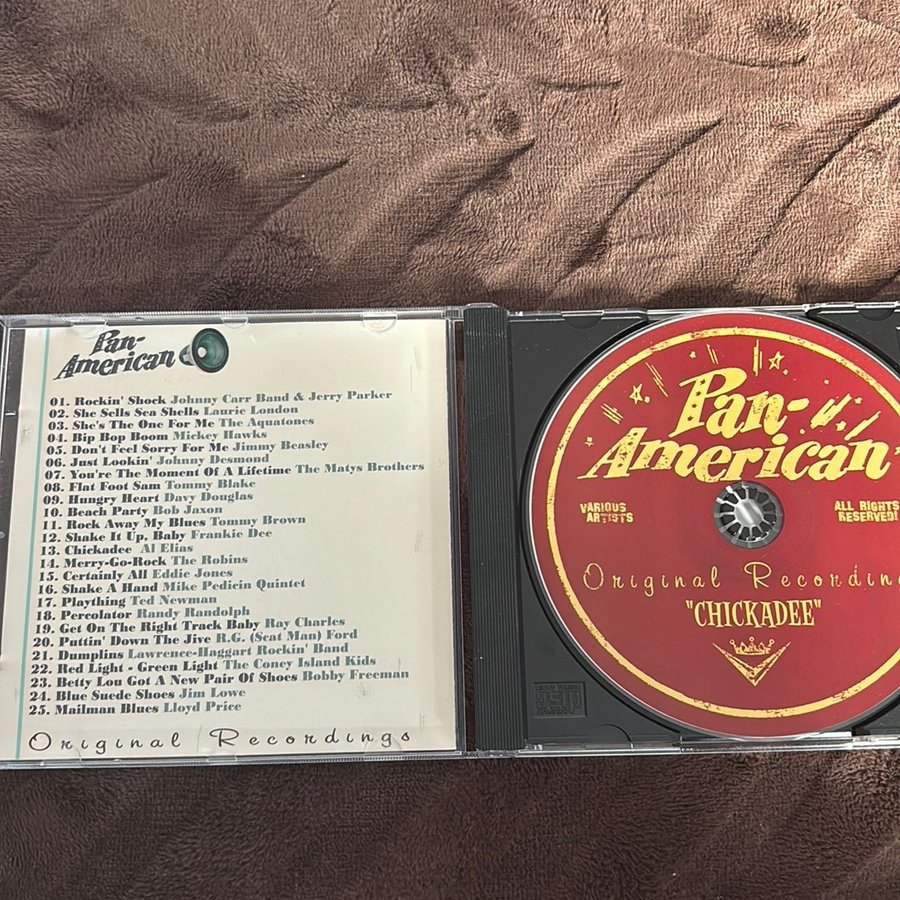 Pan-
American
01. Rockin' Shock Johnny Carr Band & Jerry Parker
02. She Sells Sea Shells Laurie London
03. She's The One For Me The Aquatones
04. Bip Bop Boom Mickey Hawks
05. Don't Feel Sorry For Me Jimmy Beasley
06. Just Lookin' Johnny Desmond
07. You're The Moment Of A Lifetime The Matys Brothers
08. Flat Foot Sam Tommy Blake
09. Hungry Heart Davy Douglas
10. Beach Party Bob Jaxon
11. Rock Away My Blues Tommy Brown
12. Shake It Up, Baby Frankie Dee
13. Chickadee Al Elias
14. Merry-Go-Rock The Robins
15. Certainly All Eddie Jones
16. Shake A Hand Mike Pedicin Quintet
17. Plaything Ted Newman
18. Percolator Randy Randolph
19. Get On The Right Track Baby Ray Charles
20. Puttin' Down The Jive R.G. (Scat Man) Ford
21. Dumplins Lawrence-Haggart Rockin' Band
22. Red Light - Green Light The Coney Island Kids
23. Betty Lou Got A New Pair Of Shoes Bobby Freeman
24. Blue Suede Shoes Jim Lowe
25. Mailman Blues Lloyd Price
Original Recordings
Pan-
American
VARIOUS
ARTISTS
ALL RIGHTS
RESERVED!
Original Recordin
"CHICKADEE"